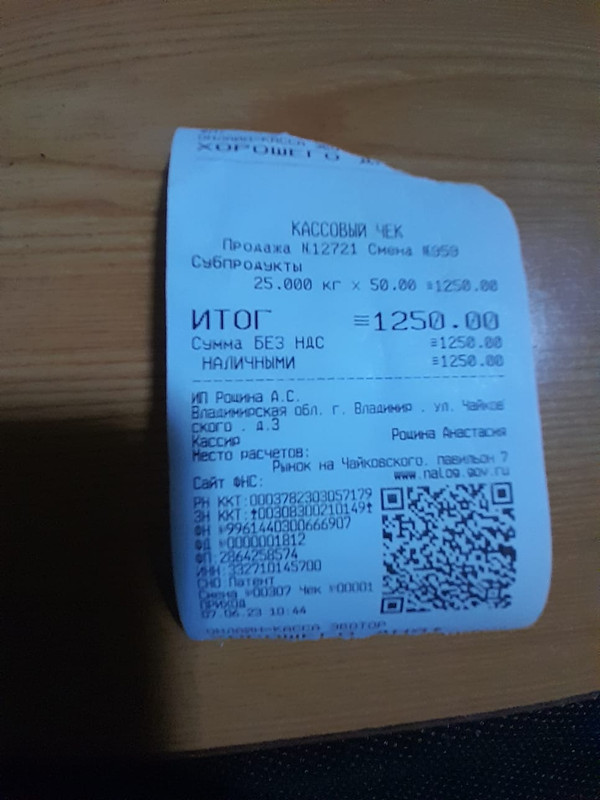 ХОРОШЕГО
КАССОВЫЙ ЧЕК
Продажа №12721 Смена №959
Субпродукты
25.000 кг x 50.00 ≡1250.00
ИТОГ ≡1250.00
Сумма БЕЗ НДС ≡1250.00
НАЛИЧНЫМИ ≡1250.00
ИП Рощина А.С.
Владимирская обл. г. Владимир . ул. Чайков
ского . д.3
Кассир Рощина Анастасия
Место расчетов:
Рынок на Чайковского. павильон 7
Сайт ФНС: www.nalog.gov.ru
РН ККТ:0003782303057179
ЗН ККТ:↑00308300210149↑
ФН №9961440300666907
ФД №0000001812
ФП 2864258574
ИНН:332710145700
СНО Патент
Смена №00307 Чек №00001
ПРИХОД
07.06.23 10:44
ОНЛАЙН-КАССА ЭВОТОР